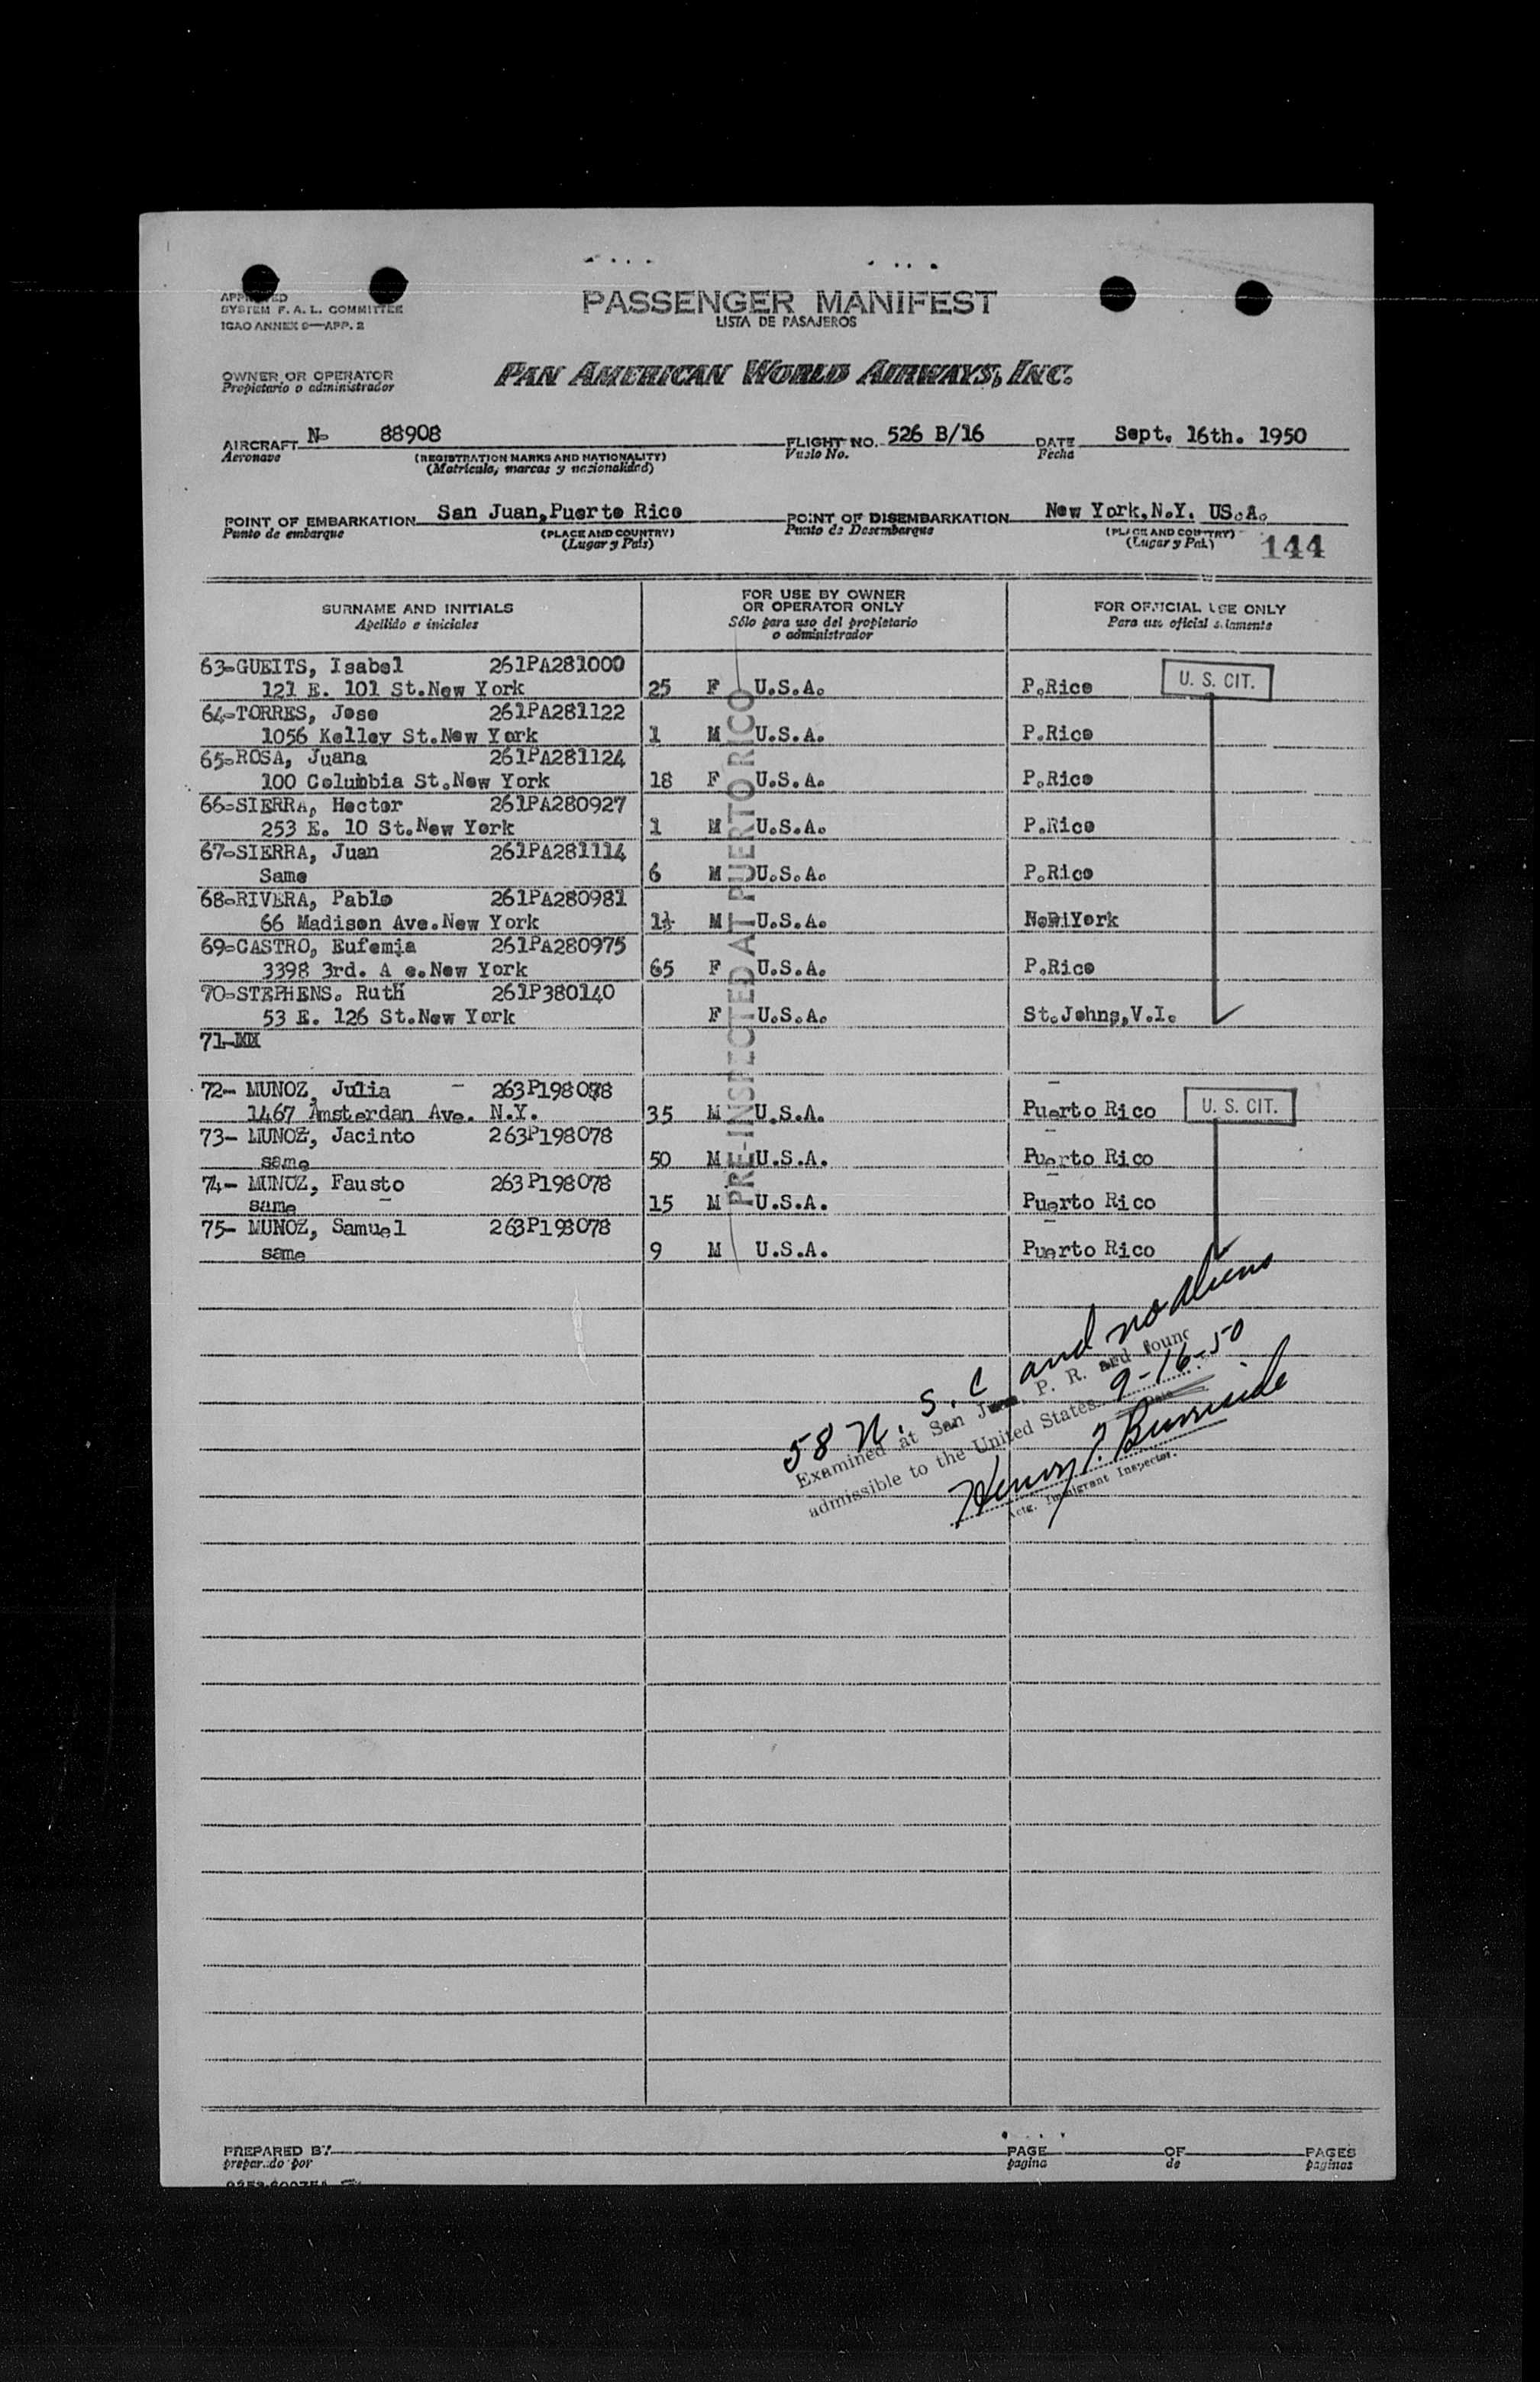 APPROVED
SYSTEM F. A. L. COMMITTEE
ICAO ANNEX 9—APP. 2
PASSENGER MANIFEST
LISTA DE PASAJEROS
OWNER OR OPERATOR
Propietario o administrador
PAN AMERICAN WORLD AIRWAYS, INC.
AIRCRAFT N- 88908 FLIGHT NO. 526 B/16 DATE Sept. 16th. 1950
Aeronave (REGISTRATION MARKS AND NATIONALITY) Vuelo No. Fecha
(Matricula, marcas y nacionalidad)
POINT OF EMBARKATION San Juan,Puerto Rico POINT OF DISEMBARKATION New York,N.Y. US.A.
Punto de embarque (PLACE AND COUNTRY) Punto de Desembarque (PLACE AND COUNTRY)
(Lugar y País) (Lugar y Pai.) 144
SURNAME AND INITIALS FOR USE BY OWNER OR OPERATOR ONLY FOR OFFICIAL USE ONLY
Apellido e iniciales Sólo para uso del propietario o administrador Para uso oficial solamente
63-GUEITS, Isabel 261PA281000
121 E. 101 St.New York 25 F U.S.A. P.Rico U. S. CIT.
64-TORRES, Jose 261PA281122
1056 Kelley St.New York 1 M U.S.A. P.Rico
65-ROSA, Juana 261PA281124
100 Columbia St.New York 18 F U.S.A. P.Rico
66-SIERRA, Hector 261PA280927
253 E. 10 St.New York 1 M U.S.A. P.Rico
67-SIERRA, Juan 261PA281114
Same 6 M U.S.A. P.Rico
68-RIVERA, Pablo 261PA280981
66 Madison Ave.New York 1½ M U.S.A. York
69-CASTRO, Eufemia 261PA280975
3398 3rd. A e.New York 65 F U.S.A. P.Rico
70-STEPHENS. Ruth 261P380140
53 E. 126 St.New York F U.S.A. St.Johns,V.I.
71-
72- MUNOZ, Julia - 263P198078
1467 Amsterdan Ave. N.Y. 35 M U.S.A. Puerto Rico U. S. CIT.
73- MUNOZ, Jacinto 263P198078
same 50 M U.S.A. Puerto Rico
74- MUNOZ, Fausto 263P198078
same 15 M U.S.A. Puerto Rico
75- MUNOZ, Samuel 263P198078
same 9 M U.S.A. Puerto Rico
PRE-INSPECTED AT PUERTO RICO
58 U. S. C and no aliens
Examined at San Juan, P. R. and found
admissible to the United States. 9-16-50
Date
Henry T. Burnside
Actg. Immigrant Inspector.
PREPARED BY PAGE OF PAGES
preparado por pagina de paginas